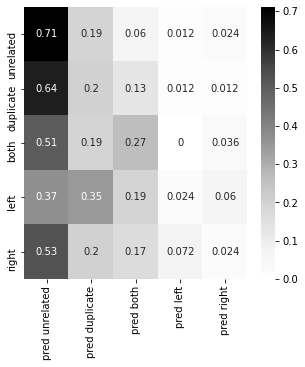 unrelated 0.71 0.19 0.06 0.012 0.024
duplicate 0.64 0.2 0.13 0.012 0.012
both 0.51 0.19 0.27 0 0.036
left 0.37 0.35 0.19 0.024 0.06
right 0.53 0.2 0.17 0.072 0.024
pred unrelated
pred duplicate
pred both
pred left
pred right
0.7
0.6
0.5
0.4
0.3
0.2
0.1
0.0